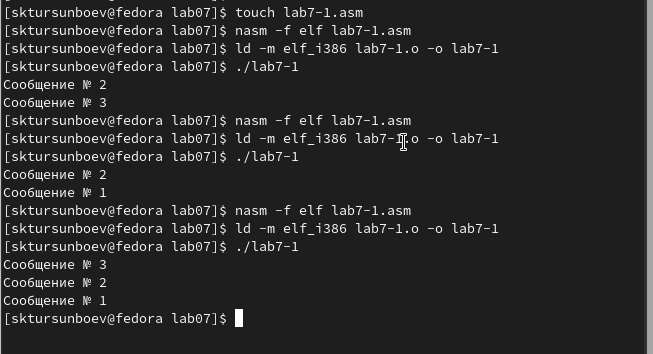 [sktursunboev@fedora lab07]$ touch lab7-1.asm
[sktursunboev@fedora lab07]$ nasm -f elf lab7-1.asm
[sktursunboev@fedora lab07]$ ld -m elf_i386 lab7-1.o -o lab7-1
[sktursunboev@fedora lab07]$ ./lab7-1
Сообщение № 2
Сообщение № 3
[sktursunboev@fedora lab07]$ nasm -f elf lab7-1.asm
[sktursunboev@fedora lab07]$ ld -m elf_i386 lab7-1.o -o lab7-1
[sktursunboev@fedora lab07]$ ./lab7-1
Сообщение № 2
Сообщение № 1
[sktursunboev@fedora lab07]$ nasm -f elf lab7-1.asm
[sktursunboev@fedora lab07]$ ld -m elf_i386 lab7-1.o -o lab7-1
[sktursunboev@fedora lab07]$ ./lab7-1
Сообщение № 3
Сообщение № 2
Сообщение № 1
[sktursunboev@fedora lab07]$